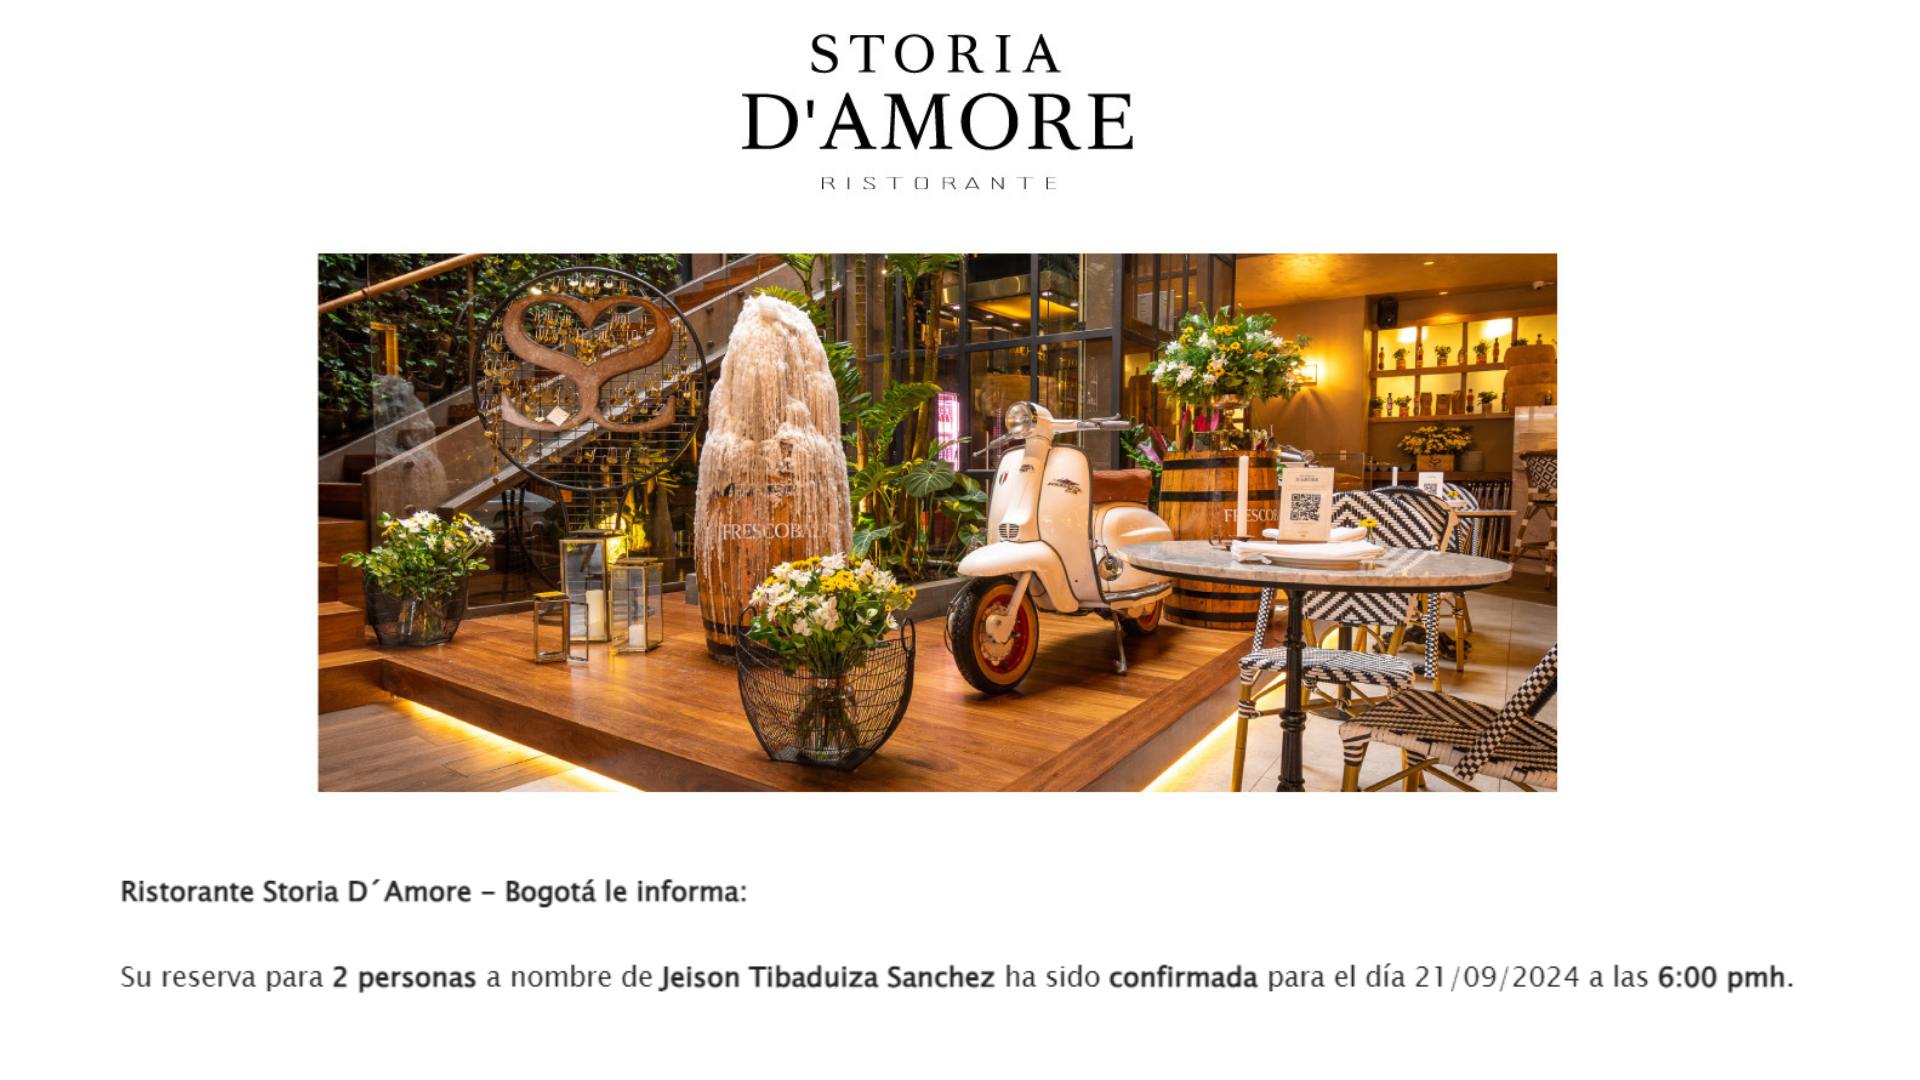 STORIA
D'AMORE
RISTORANTE
FRESCOBAL
FRESCOB
Ristorante Storia D´Amore – Bogotá le informa:
Su reserva para 2 personas a nombre de Jeison Tibaduiza Sanchez ha sido confirmada para el día 21/09/2024 a las 6:00 pmh.